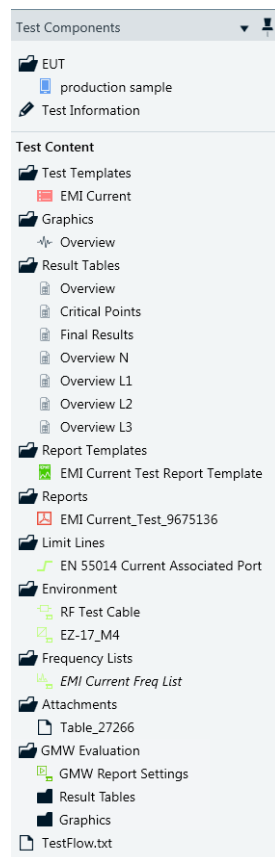 Test Components
EUT
production sample
Test Information
Test Content
Test Templates
EMI Current
Graphics
Overview
Result Tables
Overview
Critical Points
Final Results
Overview N
Overview L1
Overview L2
Overview L3
Report Templates
EMI Current Test Report Template
Reports
EMI Current_Test_9675136
Limit Lines
EN 55014 Current Associated Port
Environment
RF Test Cable
EZ-17_M4
Frequency Lists
EMI Current Freq List
Attachments
Table_27266
GMW Evaluation
GMW Report Settings
Result Tables
Graphics
TestFlow.txt